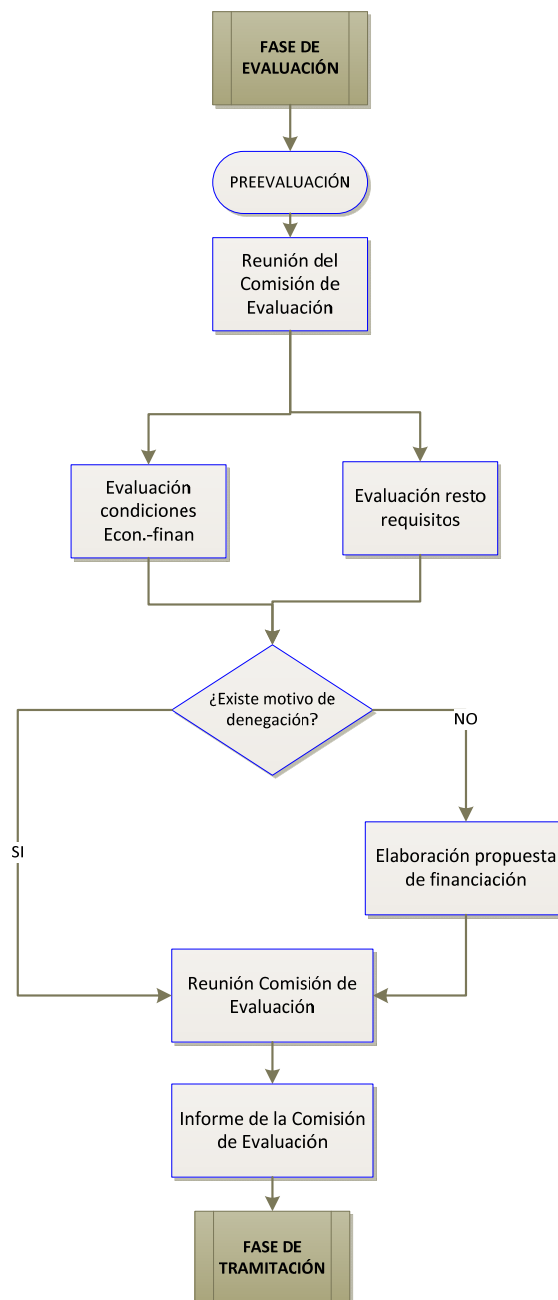 FASE DE
EVALUACIÓN
PREEVALUACIÓN
Reunión del
Comisión de
Evaluación
Evaluación
condiciones
Econ.-finan
Evaluación resto
requisitos
¿Existe motivo de
denegación?
NO
SI
Elaboración propuesta
de financiación
Reunión Comisión de
Evaluación
Informe de la Comisión
de Evaluación
FASE DE
TRAMITACIÓN